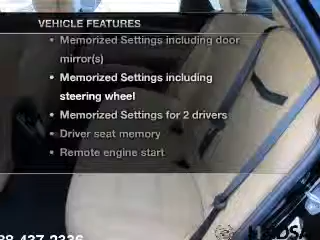 VEHICLE FEATURES
• Memorized Settings including door
mirror(s)
• Memorized Settings including
steering wheel
• Memorized Settings for 2 drivers
• Driver seat memory
• Remote engine start